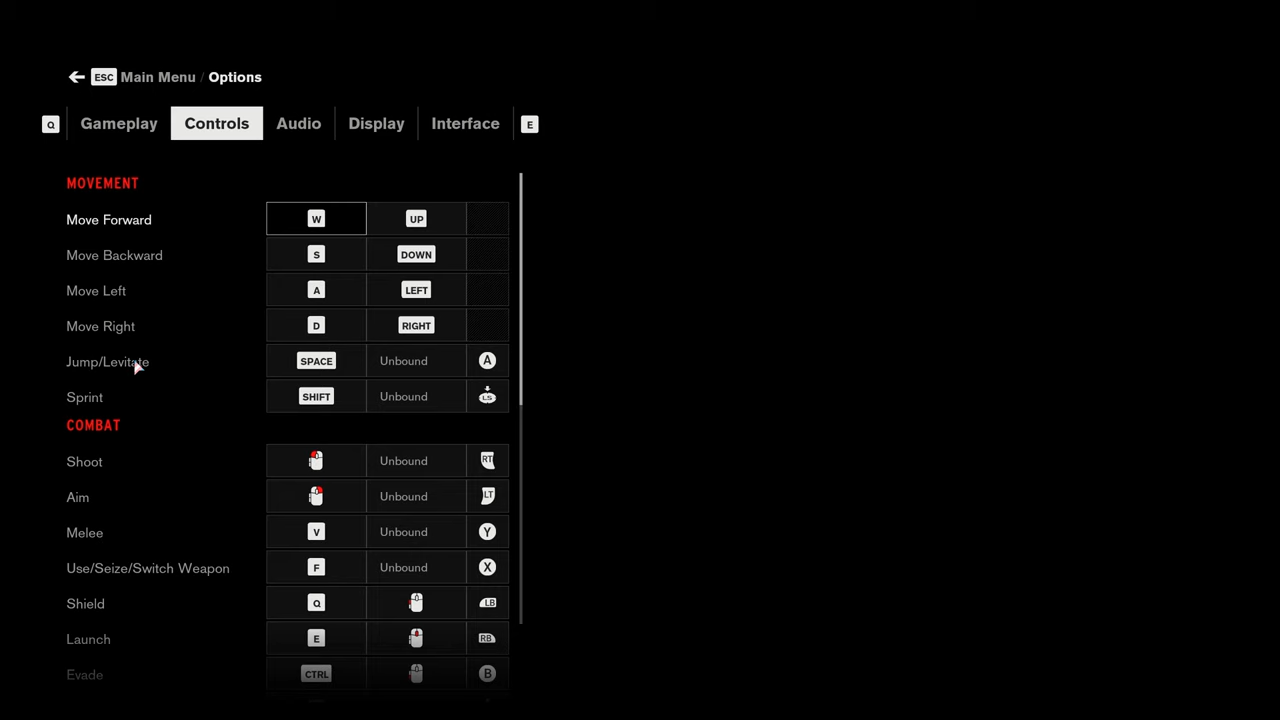 ESC Main Menu / Options
Q Gameplay Controls Audio Display Interface E
MOVEMENT
Move Forward W UP
Move Backward S DOWN
Move Left A LEFT
Move Right D RIGHT
Jump/Levitate SPACE Unbound A
Sprint SHIFT Unbound LS
COMBAT
Shoot Unbound RT
Aim Unbound LT
Melee V Unbound Y
Use/Seize/Switch Weapon F Unbound X
Shield Q LB
Launch E RB
Evade CTRL B